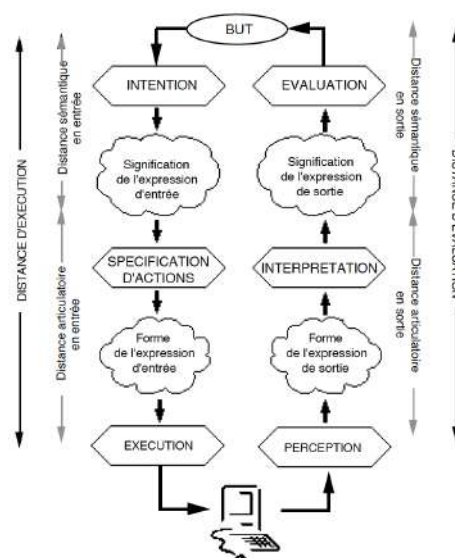 BUT
INTENTION
EVALUATION
Signification
de l'expression
d'entrée
Signification
de l'expression
de sortie
SPECIFICATION
D'ACTIONS
INTERPRETATION
Forme
de l'expression
d'entrée
Forme
de l'expression
de sortie
EXECUTION
PERCEPTION
DISTANCE D'EXECUTION
Distance sémantique
en entrée
Distance articulatoire
en entrée
Distance sémantique
en sortie
Distance articulatoire
en sortie